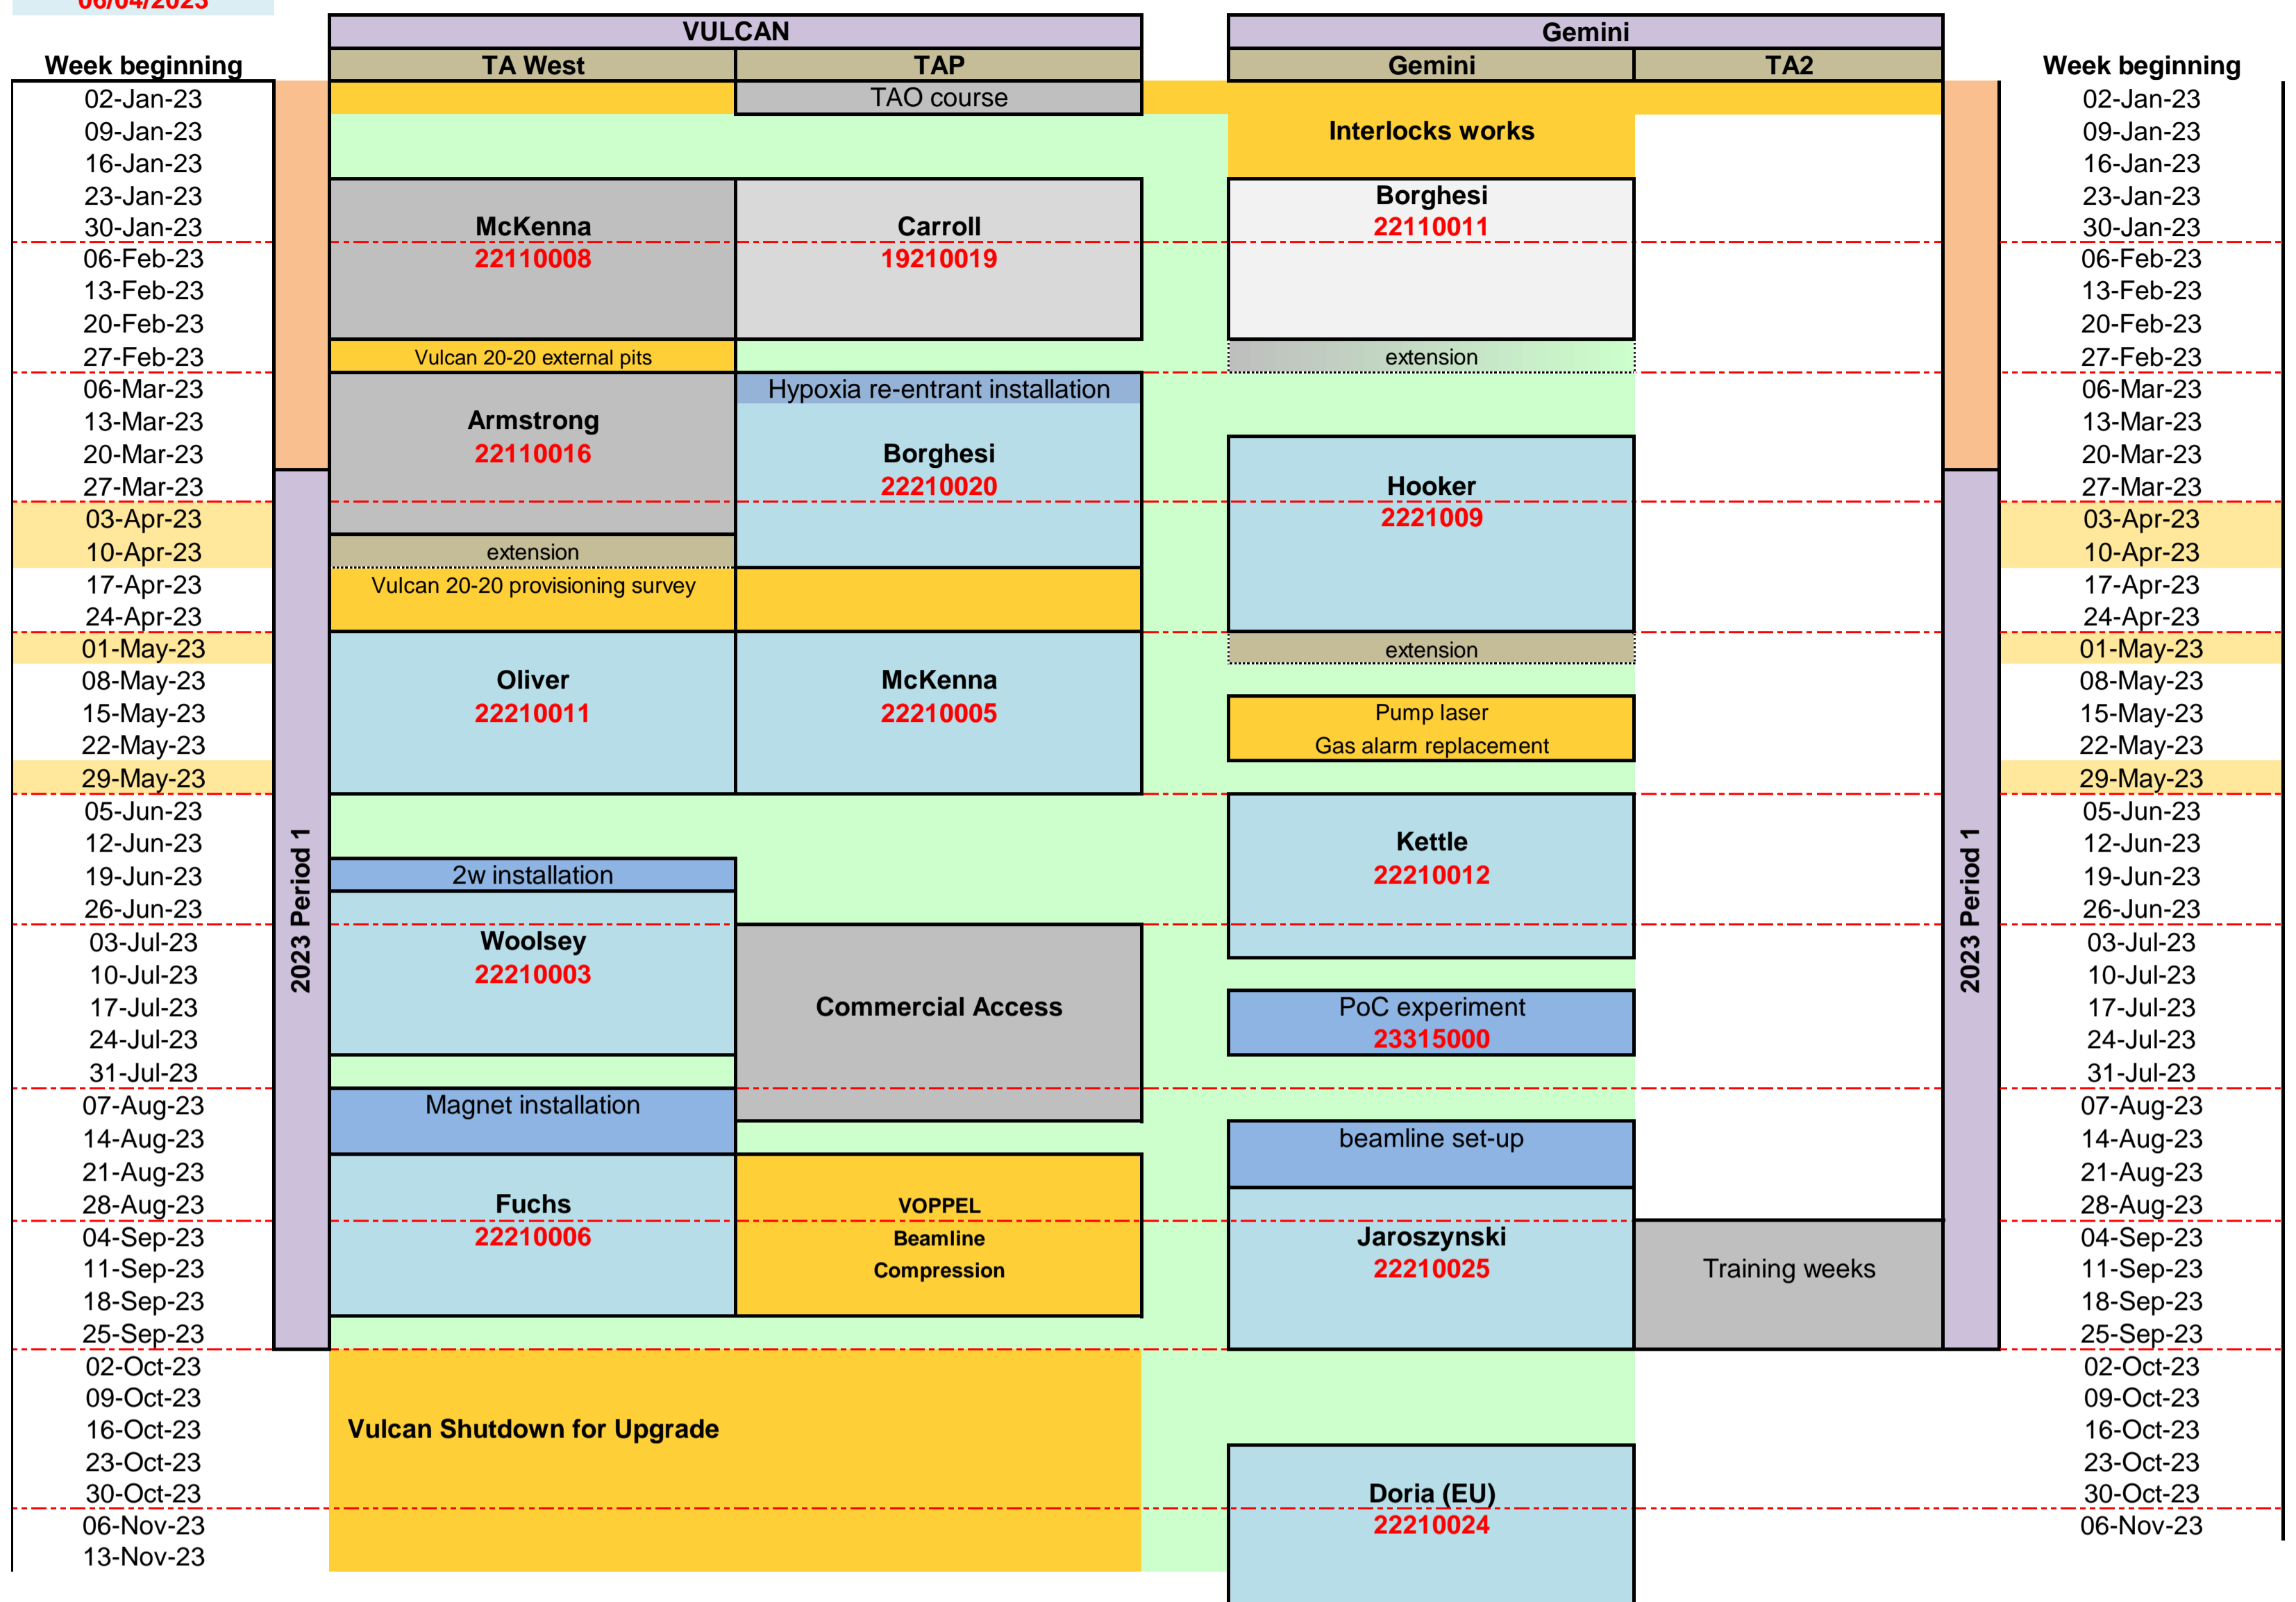 06/04/2023
VULCAN Gemini
Week beginning TA West TAP Gemini TA2 Week beginning
02-Jan-23 TAO course 02-Jan-23
09-Jan-23 Interlocks works 09-Jan-23
16-Jan-23 16-Jan-23
23-Jan-23 Borghesi 23-Jan-23
30-Jan-23 McKenna Carroll 22110011 30-Jan-23
06-Feb-23 22110008 19210019 06-Feb-23
13-Feb-23 13-Feb-23
20-Feb-23 20-Feb-23
27-Feb-23 Vulcan 20-20 external pits extension 27-Feb-23
06-Mar-23 Hypoxia re-entrant installation 06-Mar-23
13-Mar-23 Armstrong 13-Mar-23
20-Mar-23 22110016 Borghesi 20-Mar-23
27-Mar-23 22210020 Hooker 27-Mar-23
03-Apr-23 2221009 03-Apr-23
10-Apr-23 extension 10-Apr-23
17-Apr-23 Vulcan 20-20 provisioning survey 17-Apr-23
24-Apr-23 24-Apr-23
01-May-23 extension 01-May-23
08-May-23 Oliver McKenna 08-May-23
15-May-23 22210011 22210005 Pump laser 15-May-23
22-May-23 Gas alarm replacement 22-May-23
29-May-23 29-May-23
05-Jun-23 05-Jun-23
12-Jun-23 Kettle 12-Jun-23
19-Jun-23 2w installation 22210012 19-Jun-23
26-Jun-23 26-Jun-23
2023 Period 1 2023 Period 1
03-Jul-23 Woolsey 03-Jul-23
10-Jul-23 22210003 10-Jul-23
17-Jul-23 Commercial Access PoC experiment 17-Jul-23
24-Jul-23 23315000 24-Jul-23
31-Jul-23 31-Jul-23
07-Aug-23 Magnet installation 07-Aug-23
14-Aug-23 beamline set-up 14-Aug-23
21-Aug-23 21-Aug-23
28-Aug-23 Fuchs VOPPEL 28-Aug-23
04-Sep-23 22210006 Beamline Jaroszynski 04-Sep-23
11-Sep-23 Compression 22210025 Training weeks 11-Sep-23
18-Sep-23 18-Sep-23
25-Sep-23 25-Sep-23
02-Oct-23 02-Oct-23
09-Oct-23 09-Oct-23
16-Oct-23 Vulcan Shutdown for Upgrade 16-Oct-23
23-Oct-23 23-Oct-23
30-Oct-23 Doria (EU) 30-Oct-23
06-Nov-23 22210024 06-Nov-23
13-Nov-23